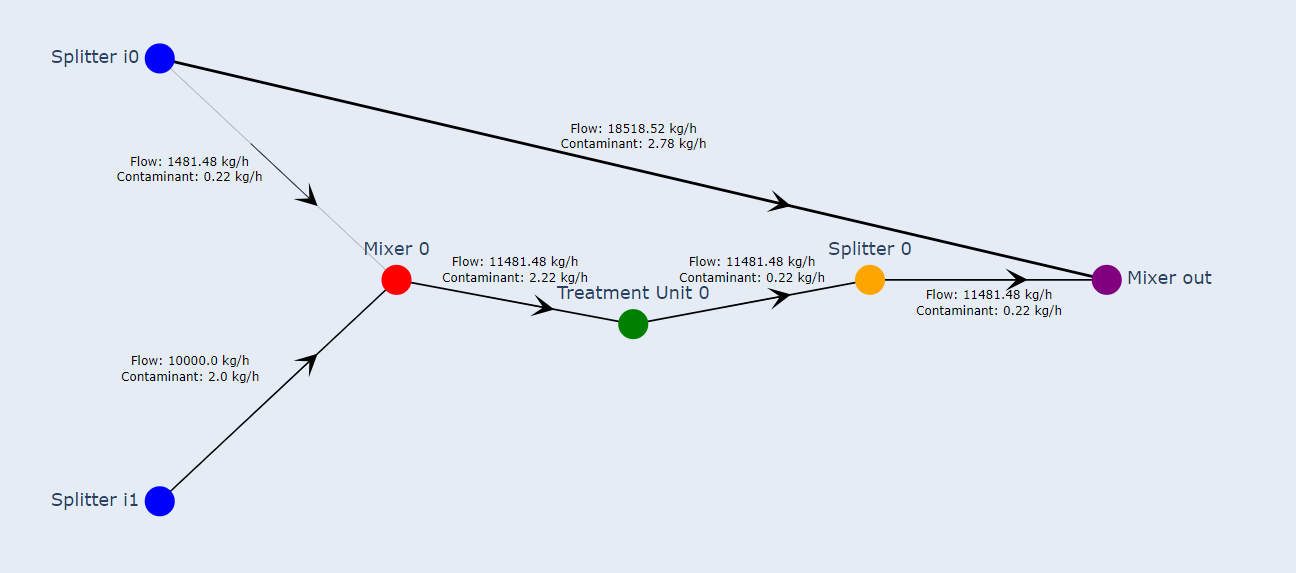 Splitter i0
Flow: 18518.52 kg/h
Contaminant: 2.78 kg/h
Flow: 1481.48 kg/h
Contaminant: 0.22 kg/h
Mixer 0
Flow: 11481.48 kg/h
Contaminant: 2.22 kg/h
Treatment Unit 0
Flow: 11481.48 kg/h
Contaminant: 0.22 kg/h
Splitter 0
Flow: 11481.48 kg/h
Contaminant: 0.22 kg/h
Mixer out
Flow: 10000.0 kg/h
Contaminant: 2.0 kg/h
Splitter i1